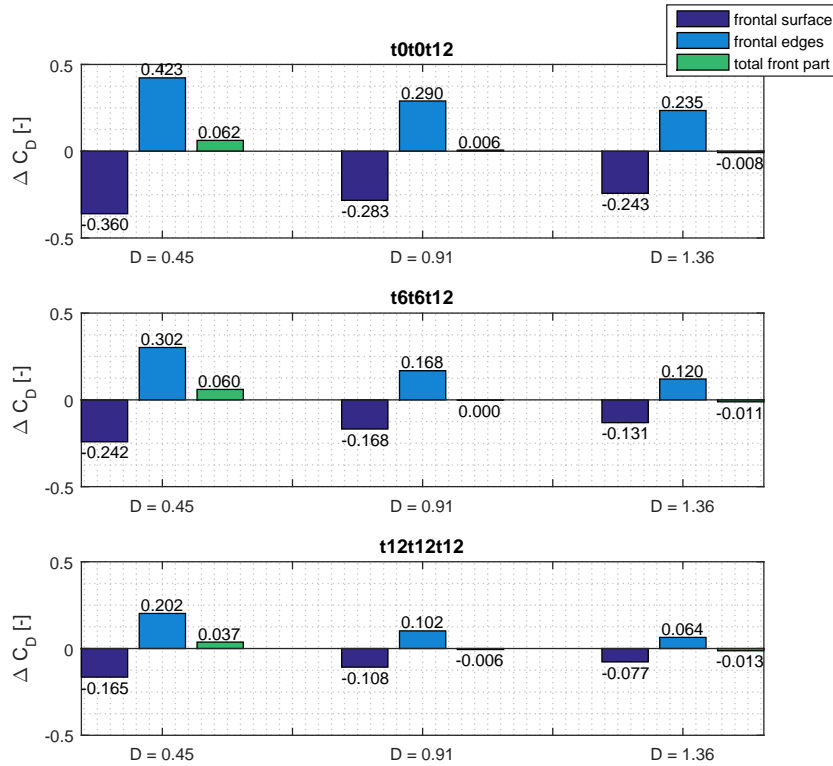 frontal surface
frontal edges
total front part
t0t0t12
Δ C_D [-]
0.5
0
-0.5
0.423
0.290
0.235
0.062
0.006
-0.008
-0.360
-0.283
-0.243
D = 0.45
D = 0.91
D = 1.36
t6t6t12
Δ C_D [-]
0.5
0
-0.5
0.302
0.168
0.120
0.060
0.000
-0.011
-0.242
-0.168
-0.131
D = 0.45
D = 0.91
D = 1.36
t12t12t12
Δ C_D [-]
0.5
0
-0.5
0.202
0.102
0.064
0.037
-0.006
-0.013
-0.165
-0.108
-0.077
D = 0.45
D = 0.91
D = 1.36